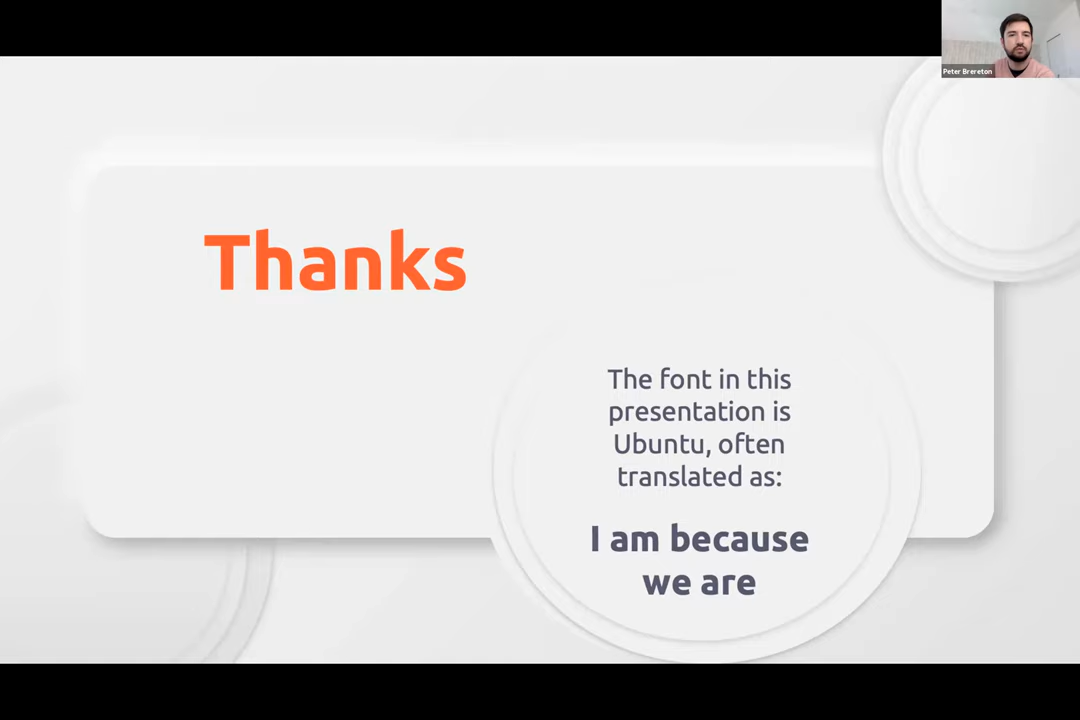 Peter Brereton
Thanks
The font in this
presentation is
Ubuntu, often
translated as:
I am because
we are